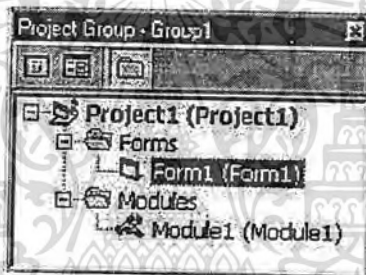 Project Group - Group1
Project1 (Project1)
Forms
Form1 (Form1)
Modules
Module1 (Module1)